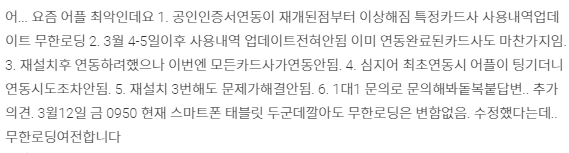 어... 요즘 어플 최악인데요 1. 공인인증서연동이 재개된점부터 이상해짐 특정카드사 사용내역업데
이트 무한로딩 2. 3월 4-5일이후 사용내역 업데이트전혀안됨 이미 연동완료된카드사도 마찬가지임.
3. 재설치후 연동하려했으나 이번엔 모든카드사가연동안됨. 4. 심지어 최초연동시 어플이 팅기더니
연동시도조차안됨. 5. 재설치 3번해도 문제가해결안됨. 6. 1대1 문의로 문의해봐돌복붙답변.. 추가
의견. 3월12일 금 0950 현재 스마트폰 태블릿 두군데깔아도 무한로딩은 변함없음. 수정했다는데..
무한로딩여전합니다